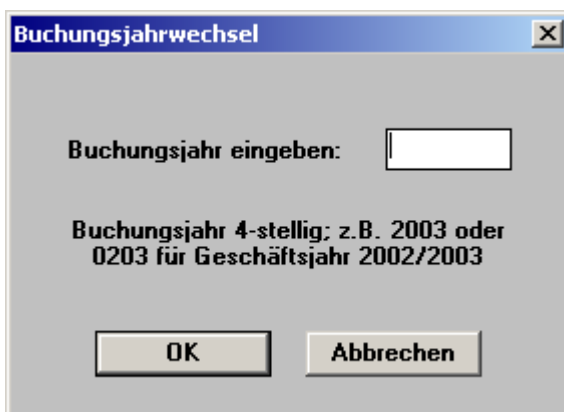 Buchungsjahrwechsel
Buchungsjahr eingeben:
Buchungsjahr 4-stellig; z.B. 2003 oder
0203 für Geschäftsjahr 2002/2003
OK
Abbrechen